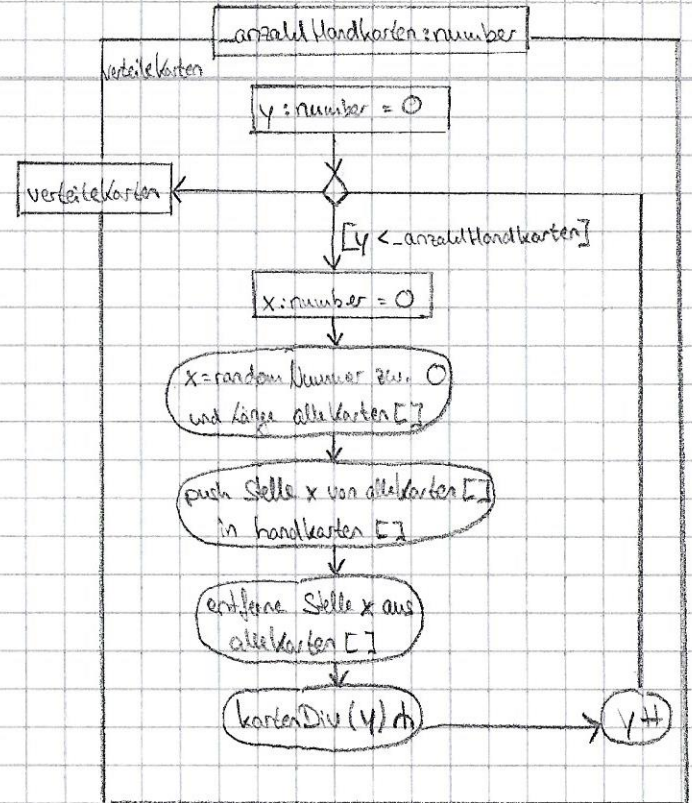 _anzahlHandkarten: number
verteileKarten
y: number = 0
verteileKarten
[y < _anzahlHandkarten]
x: number = 0
x = random Nummer zw. 0
und Länge alleKarten []
push Stelle x von alleKarten []
in handkarten []
entferne Stelle x aus
alleKarten []
kartenDiv (y)
y++